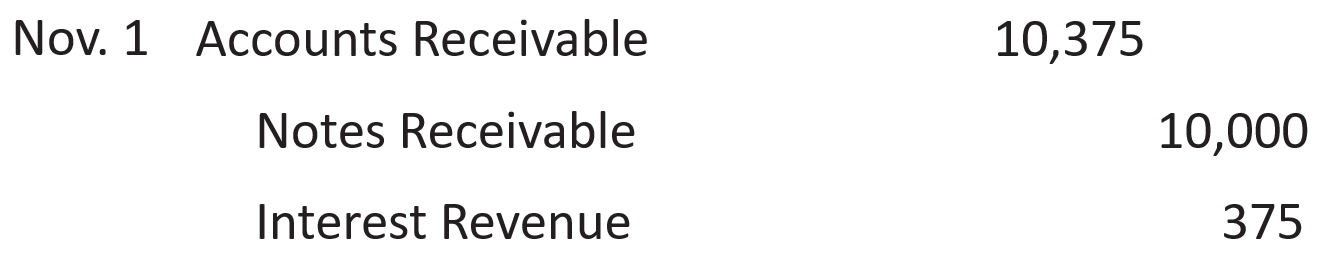 Nov. 1 Accounts Receivable 10,375
Notes Receivable 10,000
Interest Revenue 375